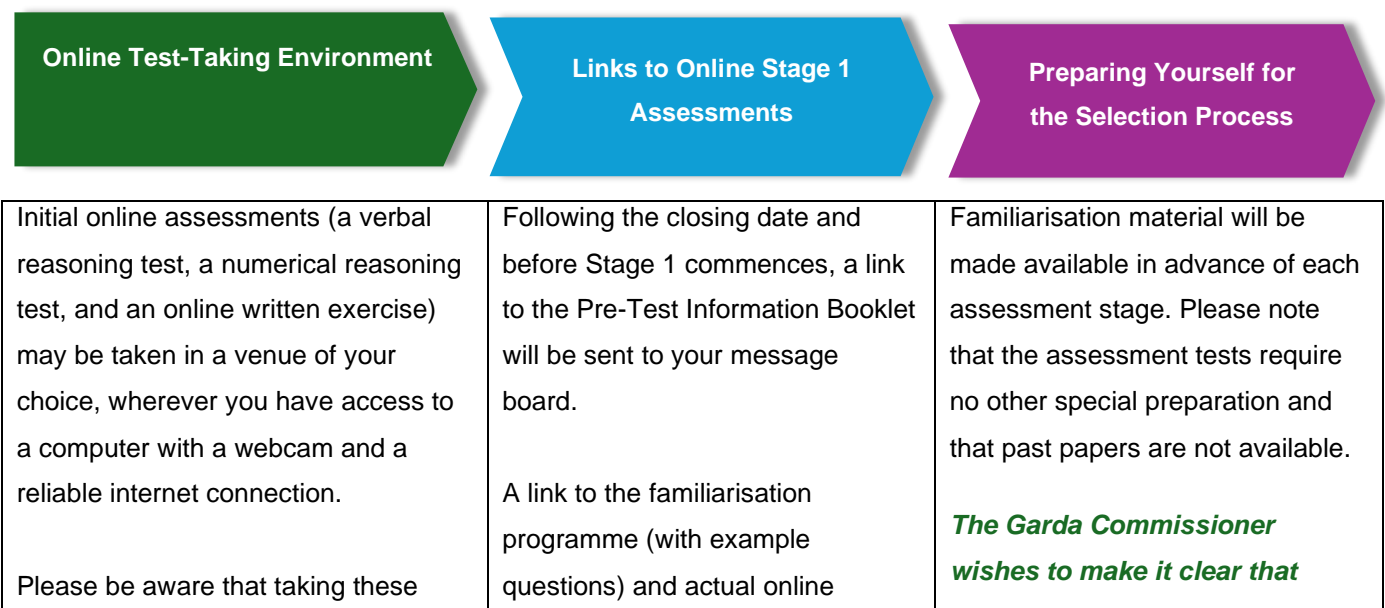 Online Test-Taking Environment
Links to Online Stage 1
Assessments
Preparing Yourself for
the Selection Process
Initial online assessments (a verbal
reasoning test, a numerical reasoning
test, and an online written exercise)
may be taken in a venue of your
choice, wherever you have access to
a computer with a webcam and a
reliable internet connection.
Please be aware that taking these
Following the closing date and
before Stage 1 commences, a link
to the Pre-Test Information Booklet
will be sent to your message
board.
A link to the familiarisation
programme (with example
questions) and actual online
Familiarisation material will be
made available in advance of each
assessment stage. Please note
that the assessment tests require
no other special preparation and
that past papers are not available.
The Garda Commissioner
wishes to make it clear that